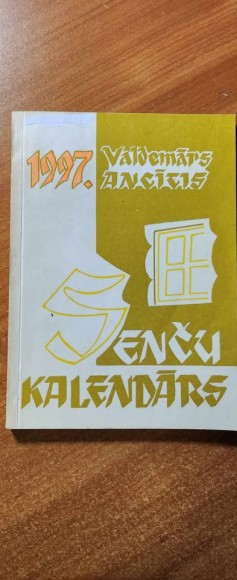 1997. Valdemārs
ANCĪTIS
SENČU
KALENDĀRS